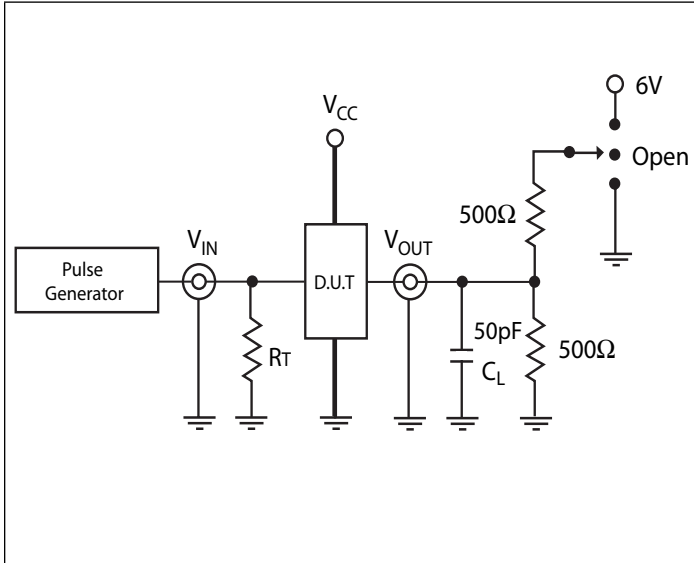 6V
V_CC
Open
500Ω
V_IN
V_OUT
Pulse
Generator
D.U.T
50pF
500Ω
RT
C_L